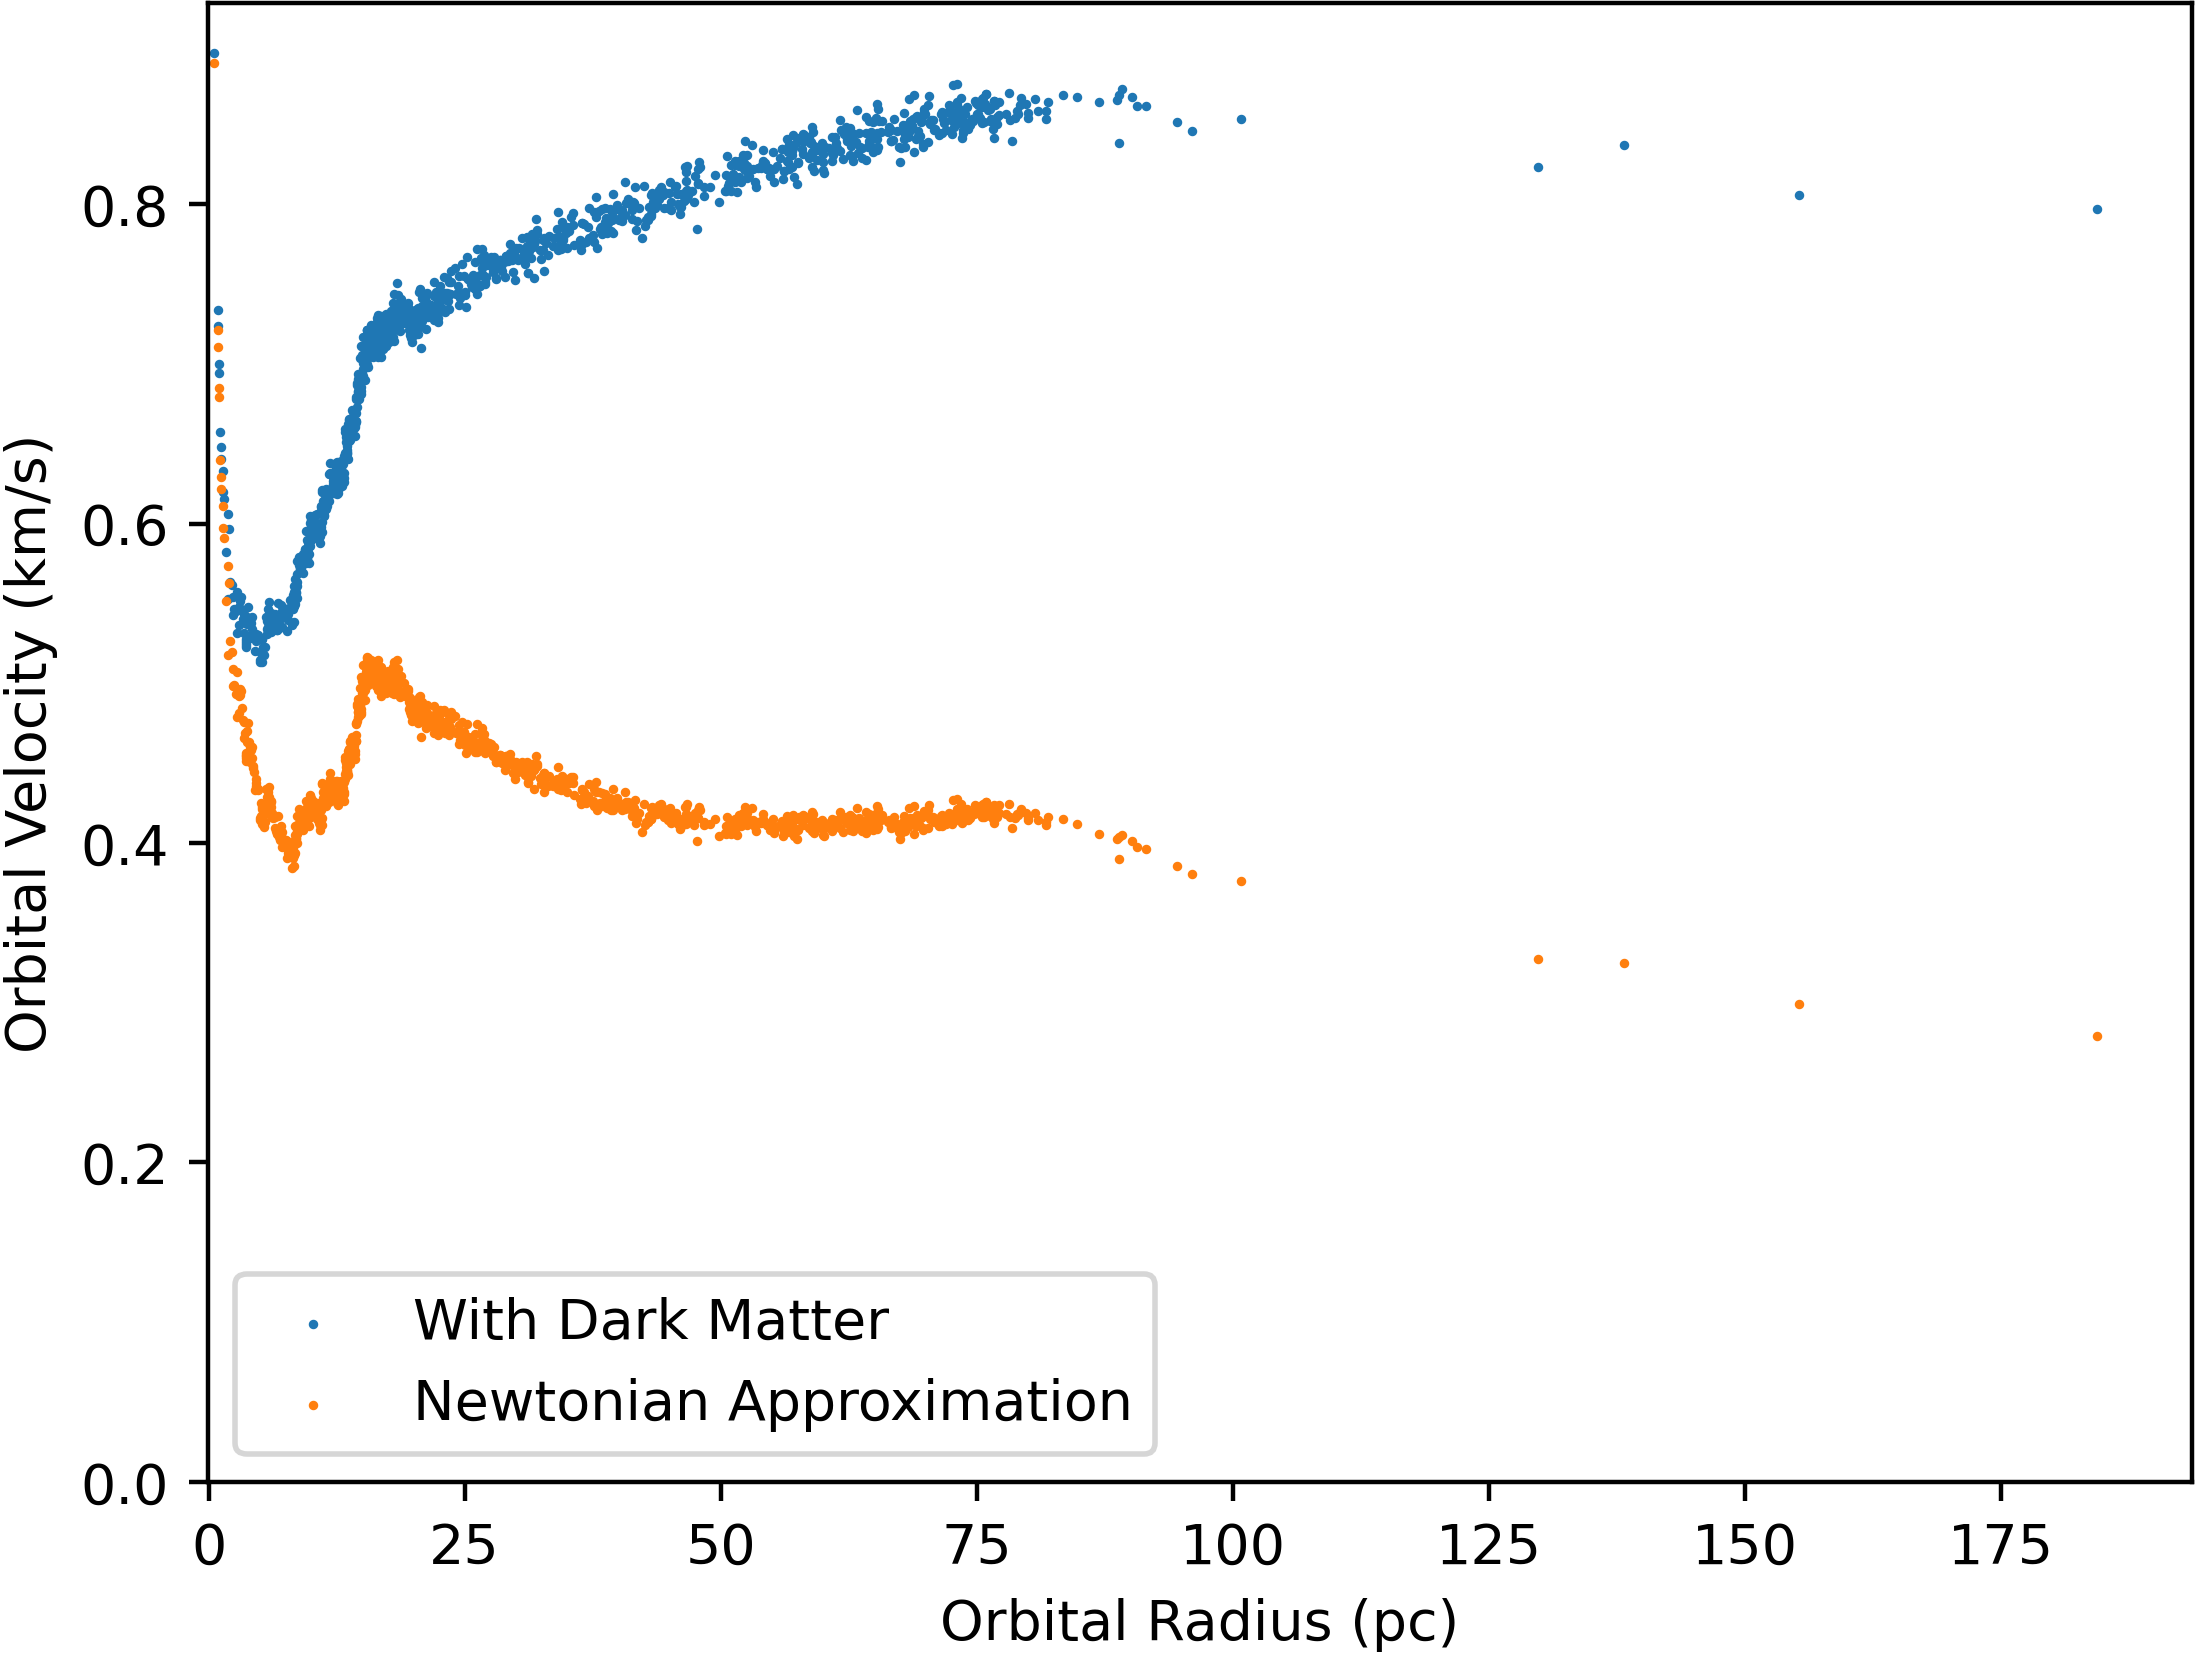 Orbital Velocity (km/s)
0.8
0.6
0.4
0.2
0.0
With Dark Matter
Newtonian Approximation
0 25 50 75 100 125 150 175
Orbital Radius (pc)